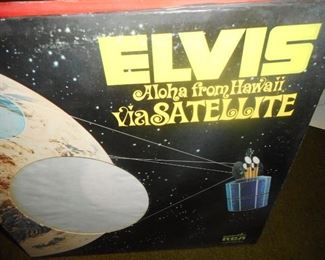 ELVIS
Aloha from Hawaii
via SATELLITE
RCA